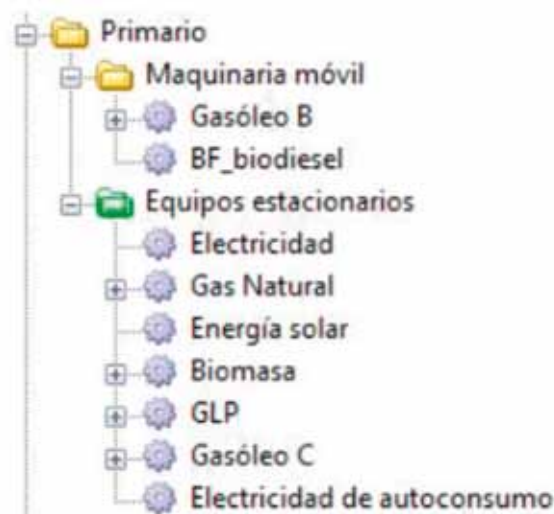 Primario
Maquinaria móvil
Gasóleo B
BF_biodiesel
Equipos estacionarios
Electricidad
Gas Natural
Energía solar
Biomasa
GLP
Gasóleo C
Electricidad de autoconsumo